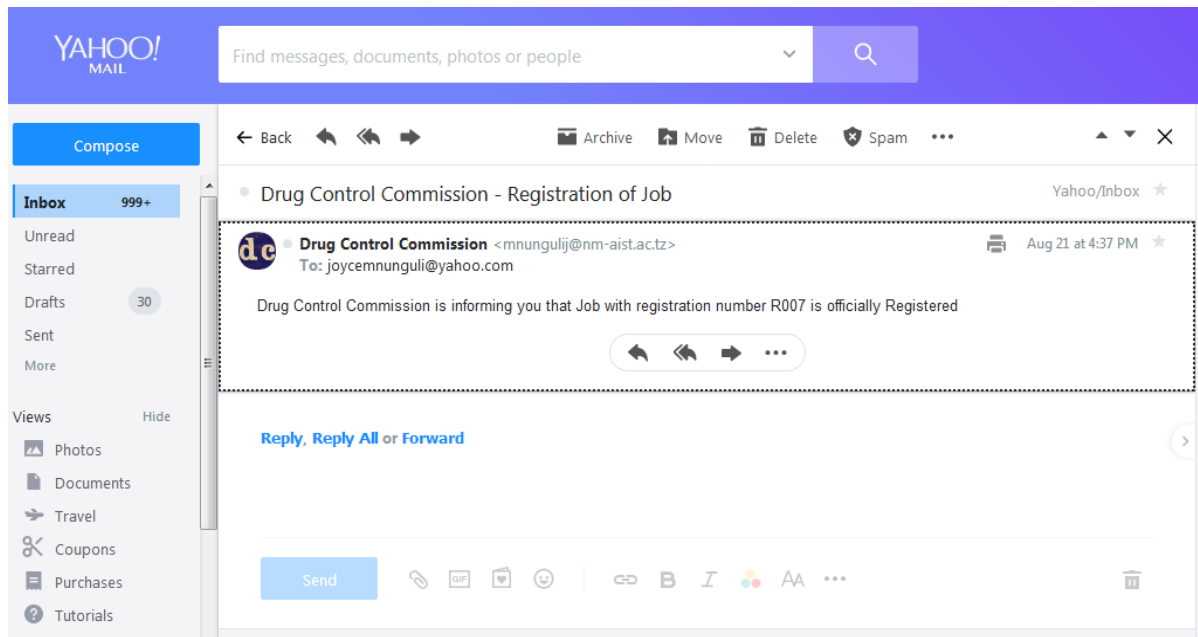 YAHOO!
MAIL
Find messages, documents, photos or people
Compose
Back Archive Move Delete Spam
Inbox 999+
Unread
Starred
Drafts 30
Sent
More
Views Hide
Photos
Documents
Travel
Coupons
Purchases
Tutorials
Drug Control Commission - Registration of Job Yahoo/Inbox
dc
Drug Control Commission <mnungulij@nm-aist.ac.tz> Aug 21 at 4:37 PM
To: joycemnunguli@yahoo.com
Drug Control Commission is informing you that Job with registration number R007 is officially Registered
Reply, Reply All or Forward
Send GIF B I AA